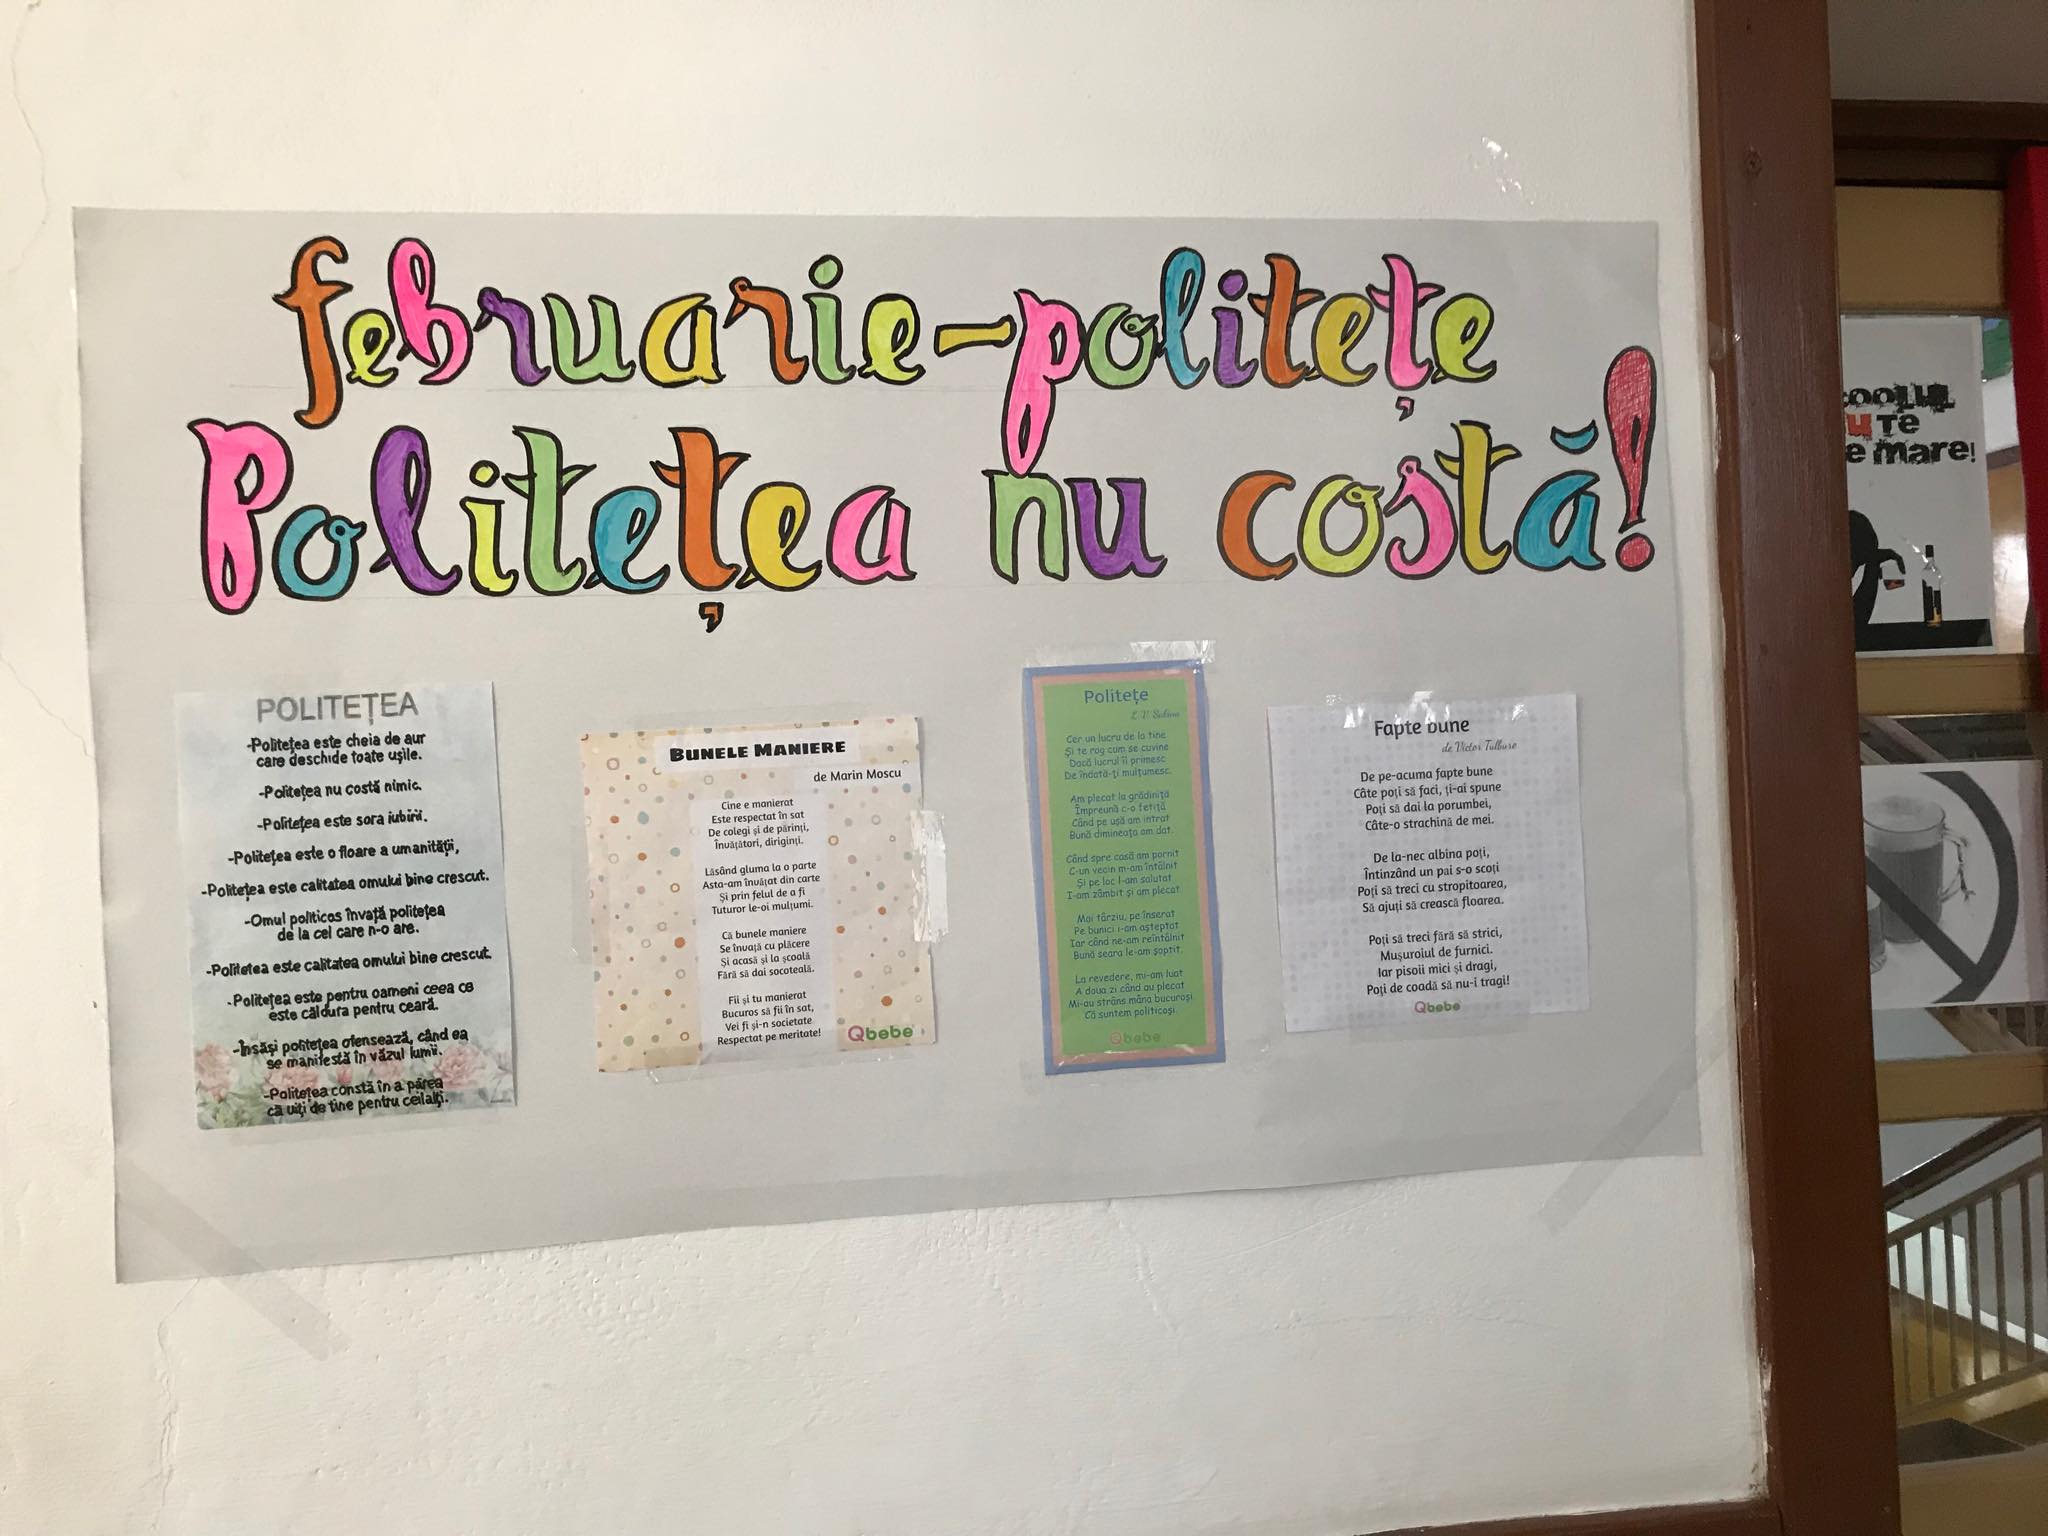 februarie-politețe
Politețea nu costă!
POLITEȚEA
-Politețea este cheia de aur
care deschide toate ușile.
-Politețea nu costă nimic.
-Politețea este sora iubirii.
-Politețea este o floare a umanității,
-Politețea este calitatea omului bine crescut.
-Omul politicos învață politețea
de la cel care n-o are.
-Politetea este calitatea omului bine crescut.
-Politețea este pentru oameni ceea ce
este căldura pentru ceară.
-Însăși politețea ofensează, când ea
se manifestă în văzul lumii.
-Politețea constă în a părea
că uiți de tine pentru ceilalți.
BUNELE MANIERE
de Marin Moscu
Cine e manierat
Este respectat în sat
De colegi și de părinți,
Învățători, diriginți.
Lăsând gluma la o parte
Asta-am învățat din carte
Și prin felul de a fi
Tuturor le-oi mulțumi.
Că bunele maniere
Se învață cu plăcere
Și acasă și la școală
Fără să dai socoteală.
Fii și tu manierat
Bucuros să fii în sat,
Vei fi și-n societate
Respectat pe meritate!
Qbebe
Politețe
E. V. Sabina
Cer un lucru de la tine
Și te rog cum se cuvine
Dacă lucrul îl primesc
De îndată-ți mulțumesc.
Am plecat la grădiniță
Împreună c-o fetiță
Când pe ușă am intrat
Bună dimineața am dat.
Când spre casă am pornit
C-un vecin m-am întâlnit
Și pe loc l-am salutat
I-am zâmbit și am plecat
Mai târziu, pe înserat
Pe bunici i-am așteptat
Iar când ne-am reîntâlnit
Bună seara le-am șoptit.
La revedere, mi-am luat
A doua zi când au plecat
Mi-au strâns mâna bucuroși
Că suntem politicoși.
Qbebe
Fapte bune
de Victor Tulbure
De pe-acuma fapte bune
Câte poți să faci, ți-ai spune
Poți să dai la porumbei,
Câte-o strachină de mei.
De la-nec albina poți,
Întinzând un pai s-o scoți
Poți să treci cu stropitoarea,
Să ajuți să crească floarea.
Poți să treci fără să strici,
Mușuroiul de furnici.
Iar pisoii mici și dragi,
Poți de coadă să nu-i tragi!
Qbebe
COOLUL
U TE
E MARE!